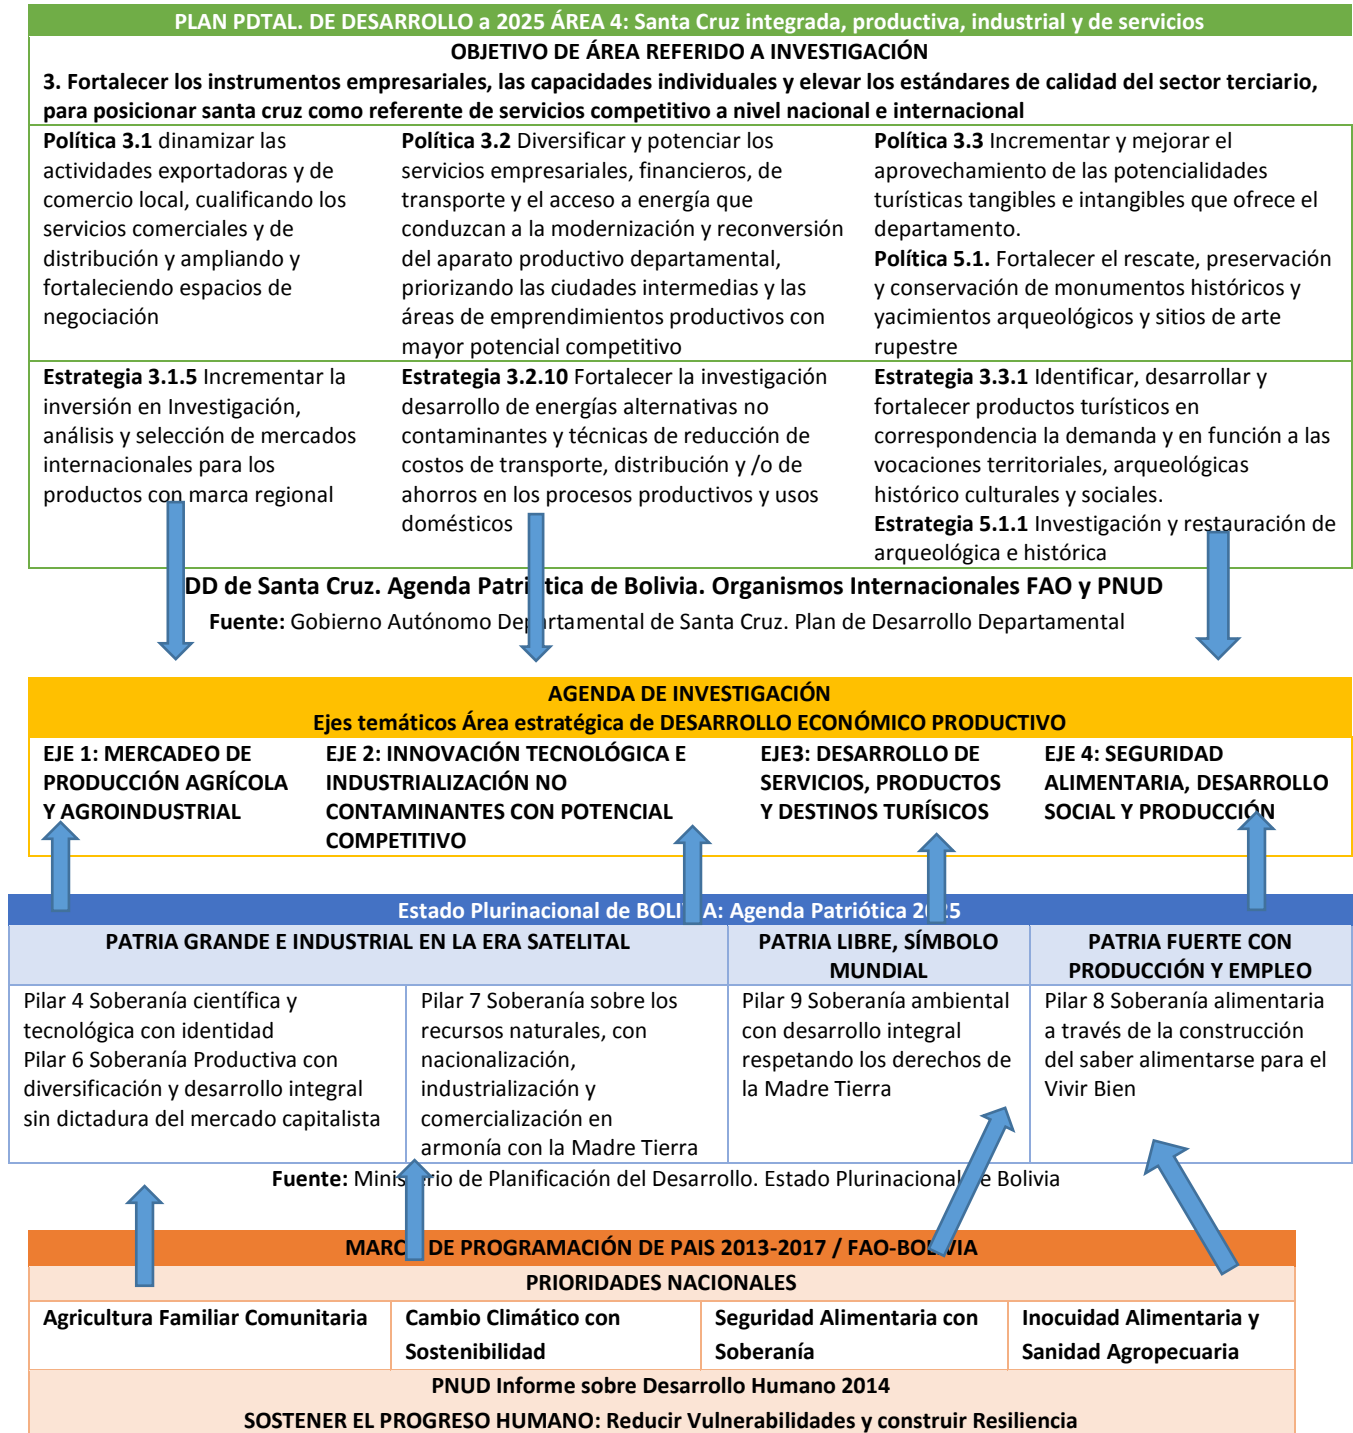 PLAN PDTAL. DE DESARROLLO a 2025 ÁREA 4: Santa Cruz integrada, productiva, industrial y de servicios
OBJETIVO DE ÁREA REFERIDO A INVESTIGACIÓN
3. Fortalecer los instrumentos empresariales, las capacidades individuales y elevar los estándares de calidad del sector terciario,
para posicionar santa cruz como referente de servicios competitivo a nivel nacional e internacional
Política 3.1 dinamizar las
actividades exportadoras y de
comercio local, cualificando los
servicios comerciales y de
distribución y ampliando y
fortaleciendo espacios de
negociación
Política 3.2 Diversificar y potenciar los
servicios empresariales, financieros, de
transporte y el acceso a energía que
conduzcan a la modernización y reconversión
del aparato productivo departamental,
priorizando las ciudades intermedias y las
áreas de emprendimientos productivos con
mayor potencial competitivo
Política 3.3 Incrementar y mejorar el
aprovechamiento de las potencialidades
turísticas tangibles e intangibles que ofrece el
departamento.
Política 5.1. Fortalecer el rescate, preservación
y conservación de monumentos históricos y
yacimientos arqueológicos y sitios de arte
rupestre
Estrategia 3.1.5 Incrementar la
inversión en Investigación,
análisis y selección de mercados
internacionales para los
productos con marca regional
Estrategia 3.2.10 Fortalecer la investigación
desarrollo de energías alternativas no
contaminantes y técnicas de reducción de
costos de transporte, distribución y /o de
ahorros en los procesos productivos y usos
domésticos
Estrategia 3.3.1 Identificar, desarrollar y
fortalecer productos turísticos en
correspondencia la demanda y en función a las
vocaciones territoriales, arqueológicas
histórico culturales y sociales.
Estrategia 5.1.1 Investigación y restauración de
arqueológica e histórica
DD de Santa Cruz. Agenda Patriótica de Bolivia. Organismos Internacionales FAO y PNUD
Fuente: Gobierno Autónomo Departamental de Santa Cruz. Plan de Desarrollo Departamental
AGENDA DE INVESTIGACIÓN
Ejes temáticos Área estratégica de DESARROLLO ECONÓMICO PRODUCTIVO
EJE 1: MERCADEO DE
PRODUCCIÓN AGRÍCOLA
Y AGROINDUSTRIAL
EJE 2: INNOVACIÓN TECNOLÓGICA E
INDUSTRIALIZACIÓN NO
CONTAMINANTES CON POTENCIAL
COMPETITIVO
EJE3: DESARROLLO DE
SERVICIOS, PRODUCTOS
Y DESTINOS TURÍSICOS
EJE 4: SEGURIDAD
ALIMENTARIA, DESARROLLO
SOCIAL Y PRODUCCIÓN
Estado Plurinacional de BOLIVIA: Agenda Patriótica 2025
PATRIA GRANDE E INDUSTRIAL EN LA ERA SATELITAL
PATRIA LIBRE, SÍMBOLO
MUNDIAL
PATRIA FUERTE CON
PRODUCCIÓN Y EMPLEO
Pilar 4 Soberanía científica y
tecnológica con identidad
Pilar 6 Soberanía Productiva con
diversificación y desarrollo integral
sin dictadura del mercado capitalista
Pilar 7 Soberanía sobre los
recursos naturales, con
nacionalización,
industrialización y
comercialización en
armonía con la Madre Tierra
Pilar 9 Soberanía ambiental
con desarrollo integral
respetando los derechos de
la Madre Tierra
Pilar 8 Soberanía alimentaria
a través de la construcción
del saber alimentarse para el
Vivir Bien
Fuente: Ministerio de Planificación del Desarrollo. Estado Plurinacional de Bolivia
MARCO DE PROGRAMACIÓN DE PAIS 2013-2017 / FAO-BOLIVIA
PRIORIDADES NACIONALES
Agricultura Familiar Comunitaria
Cambio Climático con
Sostenibilidad
Seguridad Alimentaria con
Soberanía
Inocuidad Alimentaria y
Sanidad Agropecuaria
PNUD Informe sobre Desarrollo Humano 2014
SOSTENER EL PROGRESO HUMANO: Reducir Vulnerabilidades y construir Resiliencia